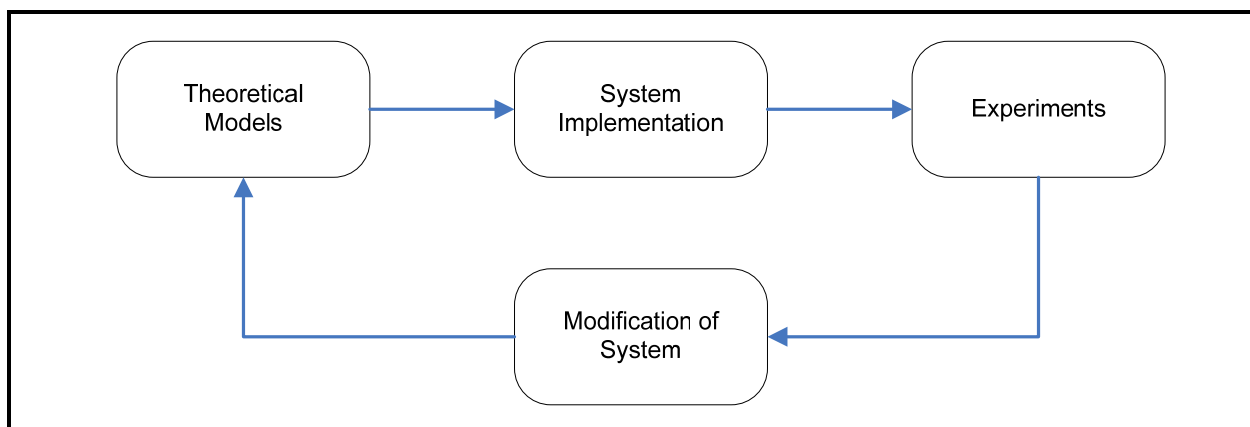 Theoretical
Models
System
Implementation
Experiments
Modification of
System